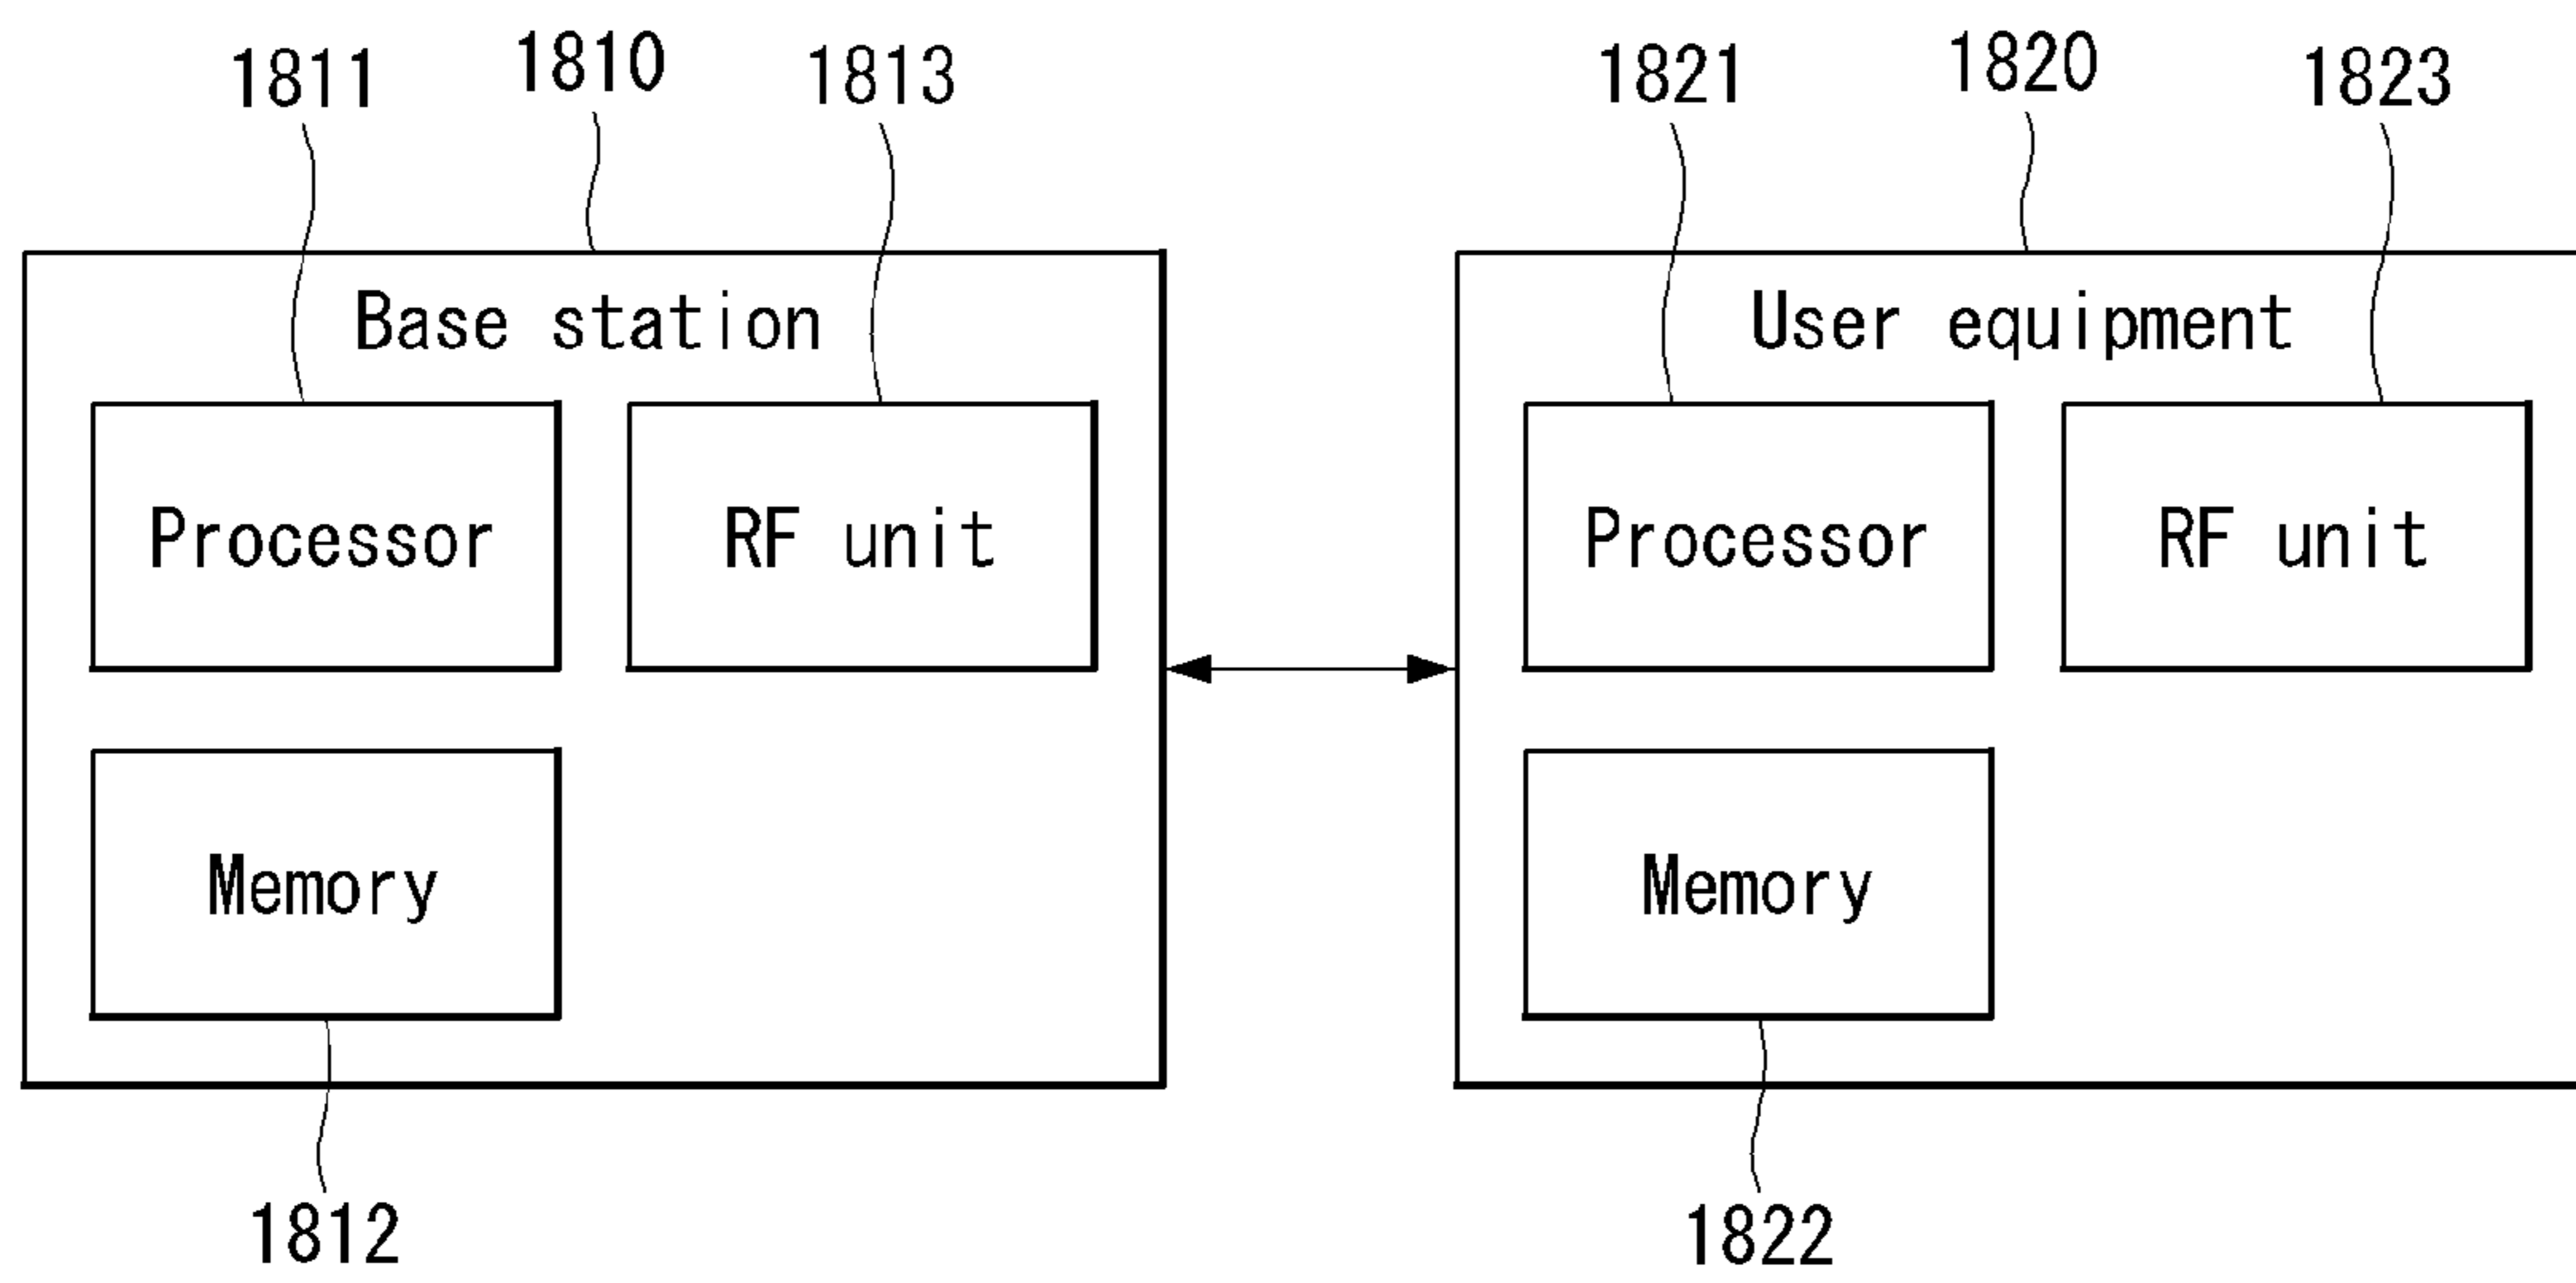 1811 1810 1813 1821 1820 1823
Base station User equipment
Processor RF unit Processor RF unit
Memory Memory
1812 1822